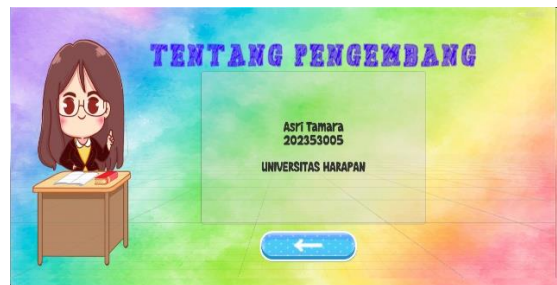 TENTANG PENGEMBANG
Asri Tamara
202353005
UNIVERSITAS HARAPAN